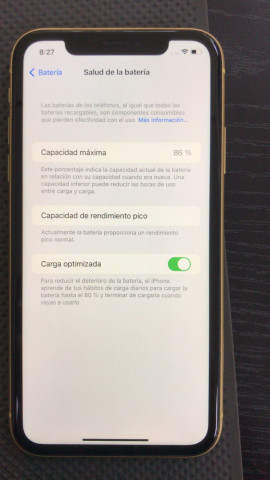 8:27
Batería
Salud de la batería
Las baterías de los teléfonos, al igual que todas las
baterías recargables, son componentes consumibles
que pierden efectividad con el uso. Más información...
Capacidad máxima 86 %
Este porcentaje indica la capacidad actual de la batería
en relación con su capacidad cuando era nueva. Una
capacidad inferior puede reducir las horas de uso
entre carga y carga.
Capacidad de rendimiento pico
Actualmente la batería proporciona un rendimiento
pico normal.
Carga optimizada
Para reducir el deterioro de la batería, el iPhone
aprende de tus hábitos de carga diarios para cargar la
batería hasta el 80 % y terminar de cargarla cuando
vayas a usarlo.